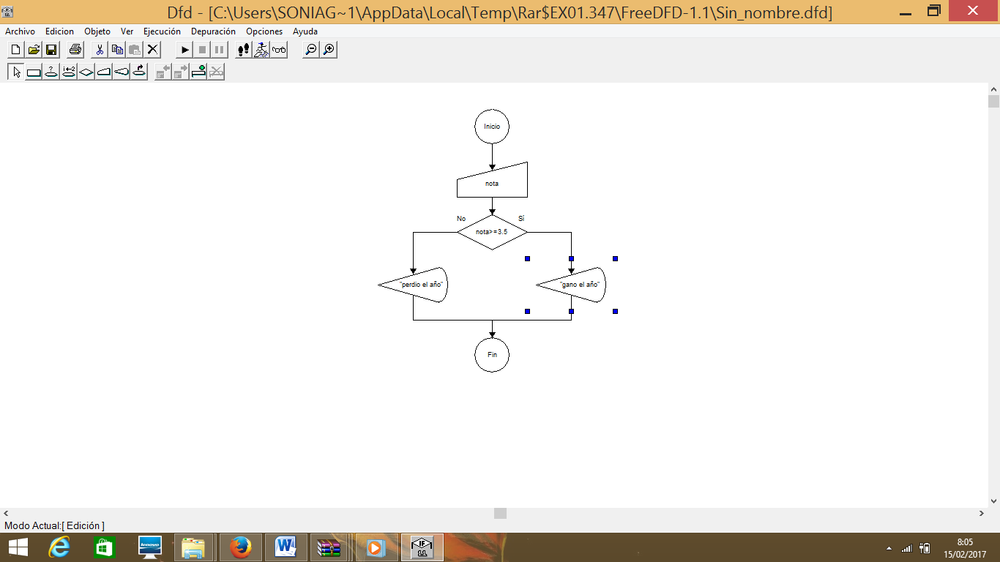 Dfd - [C:\Users\SONIAG~1\AppData\Local\Temp\Rar$EX01.347\FreeDFD-1.1\Sin_nombre.dfd]
Archivo Edicion Objeto Ver Ejecución Depuración Opciones Ayuda
Inicio
nota
No Sí
nota>=3.5
"perdio el año" "gano el año"
Fin
Modo Actual:[ Edición ]
lenovo
8:05
15/02/2017